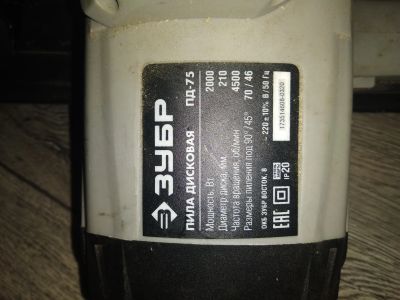 ЗУБР
ПИЛА ДИСКОВАЯ ПД-75
Мощность, Вт 2000
Диаметр диска, мм 210
Частота вращения, об/мин 4500
Размеры пиления под 90°/45° 70 / 46
~ 220 ± 10% В / 50 Гц
ОКБ ЗУБР ВОСТОК. В
EAC
IP20